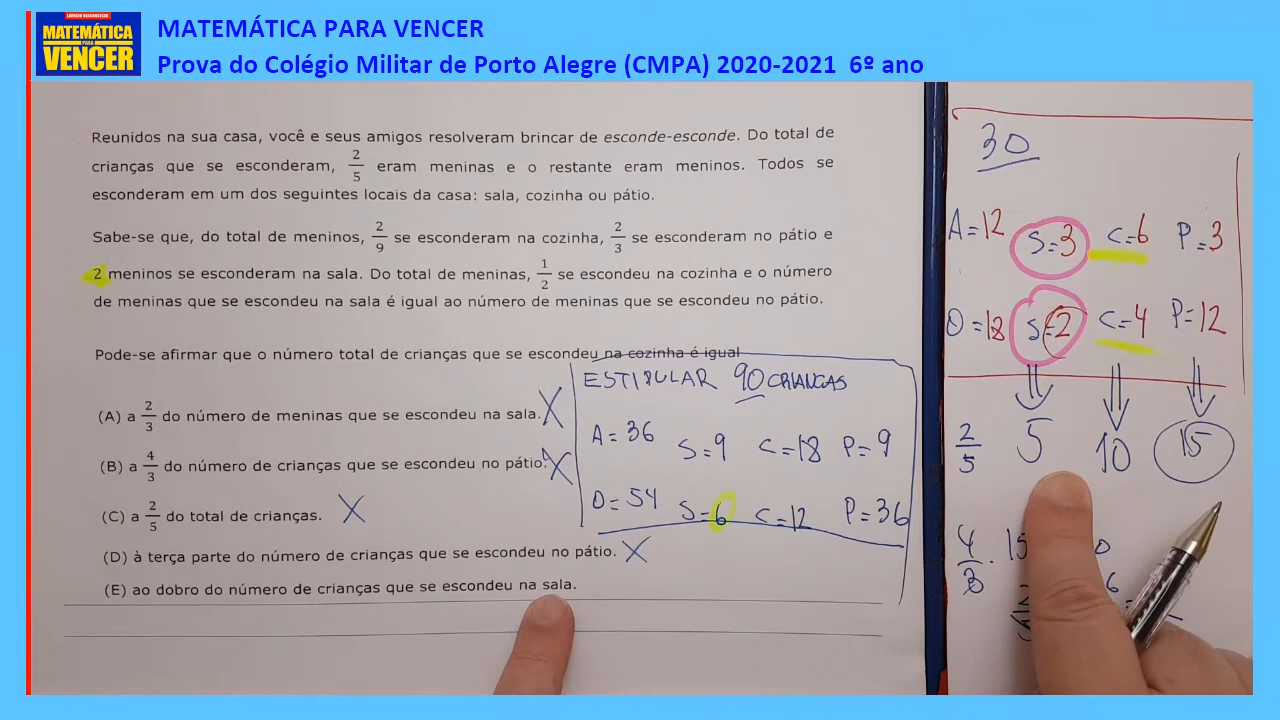 LAÉRCIO VASCONCELOS
MATEMÁTICA
PARA
VENCER
MATEMÁTICA PARA VENCER
Prova do Colégio Militar de Porto Alegre (CMPA) 2020-2021 6º ano
Reunidos na sua casa, você e seus amigos resolveram brincar de esconde-esconde. Do total de
crianças que se esconderam, 2/5 eram meninas e o restante eram meninos. Todos se
esconderam em um dos seguintes locais da casa: sala, cozinha ou pátio.
Sabe-se que, do total de meninos, 2/9 se esconderam na cozinha, 2/3 se esconderam no pátio e
2 meninos se esconderam na sala. Do total de meninas, 1/2 se escondeu na cozinha e o número
de meninas que se escondeu na sala é igual ao número de meninas que se escondeu no pátio.
Pode-se afirmar que o número total de crianças que se escondeu na cozinha é igual
(A) a 2/3 do número de meninas que se escondeu na sala. X
(B) a 4/3 do número de crianças que se escondeu no pátio. X
(C) a 2/5 do total de crianças. X
(D) à terça parte do número de crianças que se escondeu no pátio. X
(E) ao dobro do número de crianças que se escondeu na sala.
ESTIPULAR 90 CRIANCAS
A=36 S=9 C=18 P=9
O=54 S=6 C=12 P=36
30
A=12 S=3 C=6 P=3
O=18 S=2 C=4 P=12
2/5 5 10 15
4/3 . 15